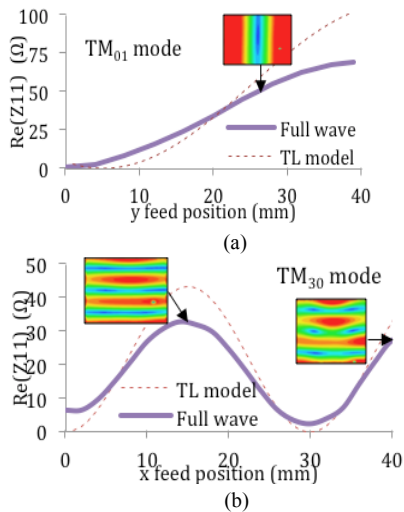 100
75
50
25
0
Re(Z11) (Ω)
TM01 mode
Full wave
TL model
0 10 20 30 40
y feed position (mm)
(a)
50
40
30
20
10
0
Re(Z11) (Ω)
TM30 mode
TL model
Full wave
0 10 20 30 40
x feed position (mm)
(b)